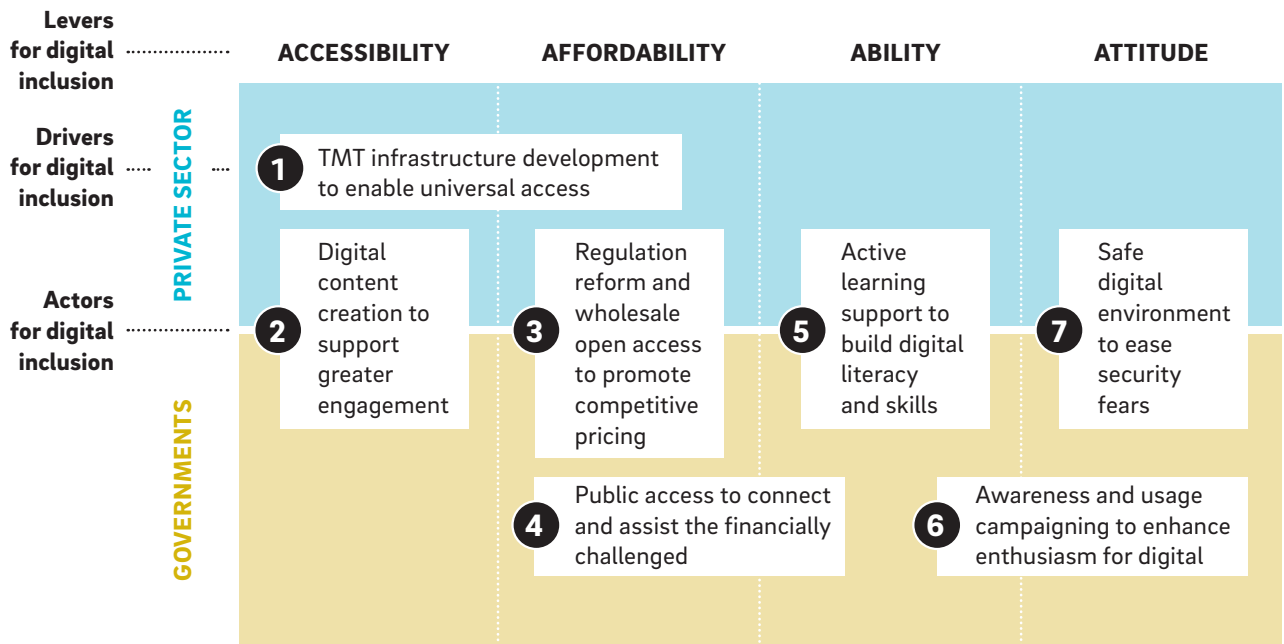 Levers
for digital
inclusion
ACCESSIBILITY
AFFORDABILITY
ABILITY
ATTITUDE
Drivers
for digital
inclusion
PRIVATE SECTOR
1
TMT infrastructure development
to enable universal access
Actors
for digital
inclusion
2
Digital
content
creation to
support
greater
engagement
3
Regulation
reform and
wholesale
open access
to promote
competitive
pricing
5
Active
learning
support to
build digital
literacy
and skills
7
Safe
digital
environment
to ease
security
fears
GOVERNMENTS
4
Public access to connect
and assist the financially
challenged
6
Awareness and usage
campaigning to enhance
enthusiasm for digital